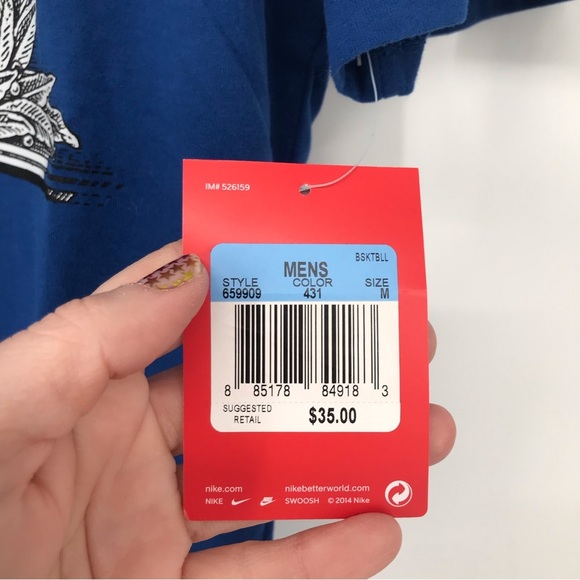 IM# 526159
BSKTBLL
MENS
STYLE COLOR SIZE
659909 431 M
8 85178 84918 3
SUGGESTED
RETAIL $35.00
nike.com nikebetterworld.com
NIKE SWOOSH © 2014 Nike